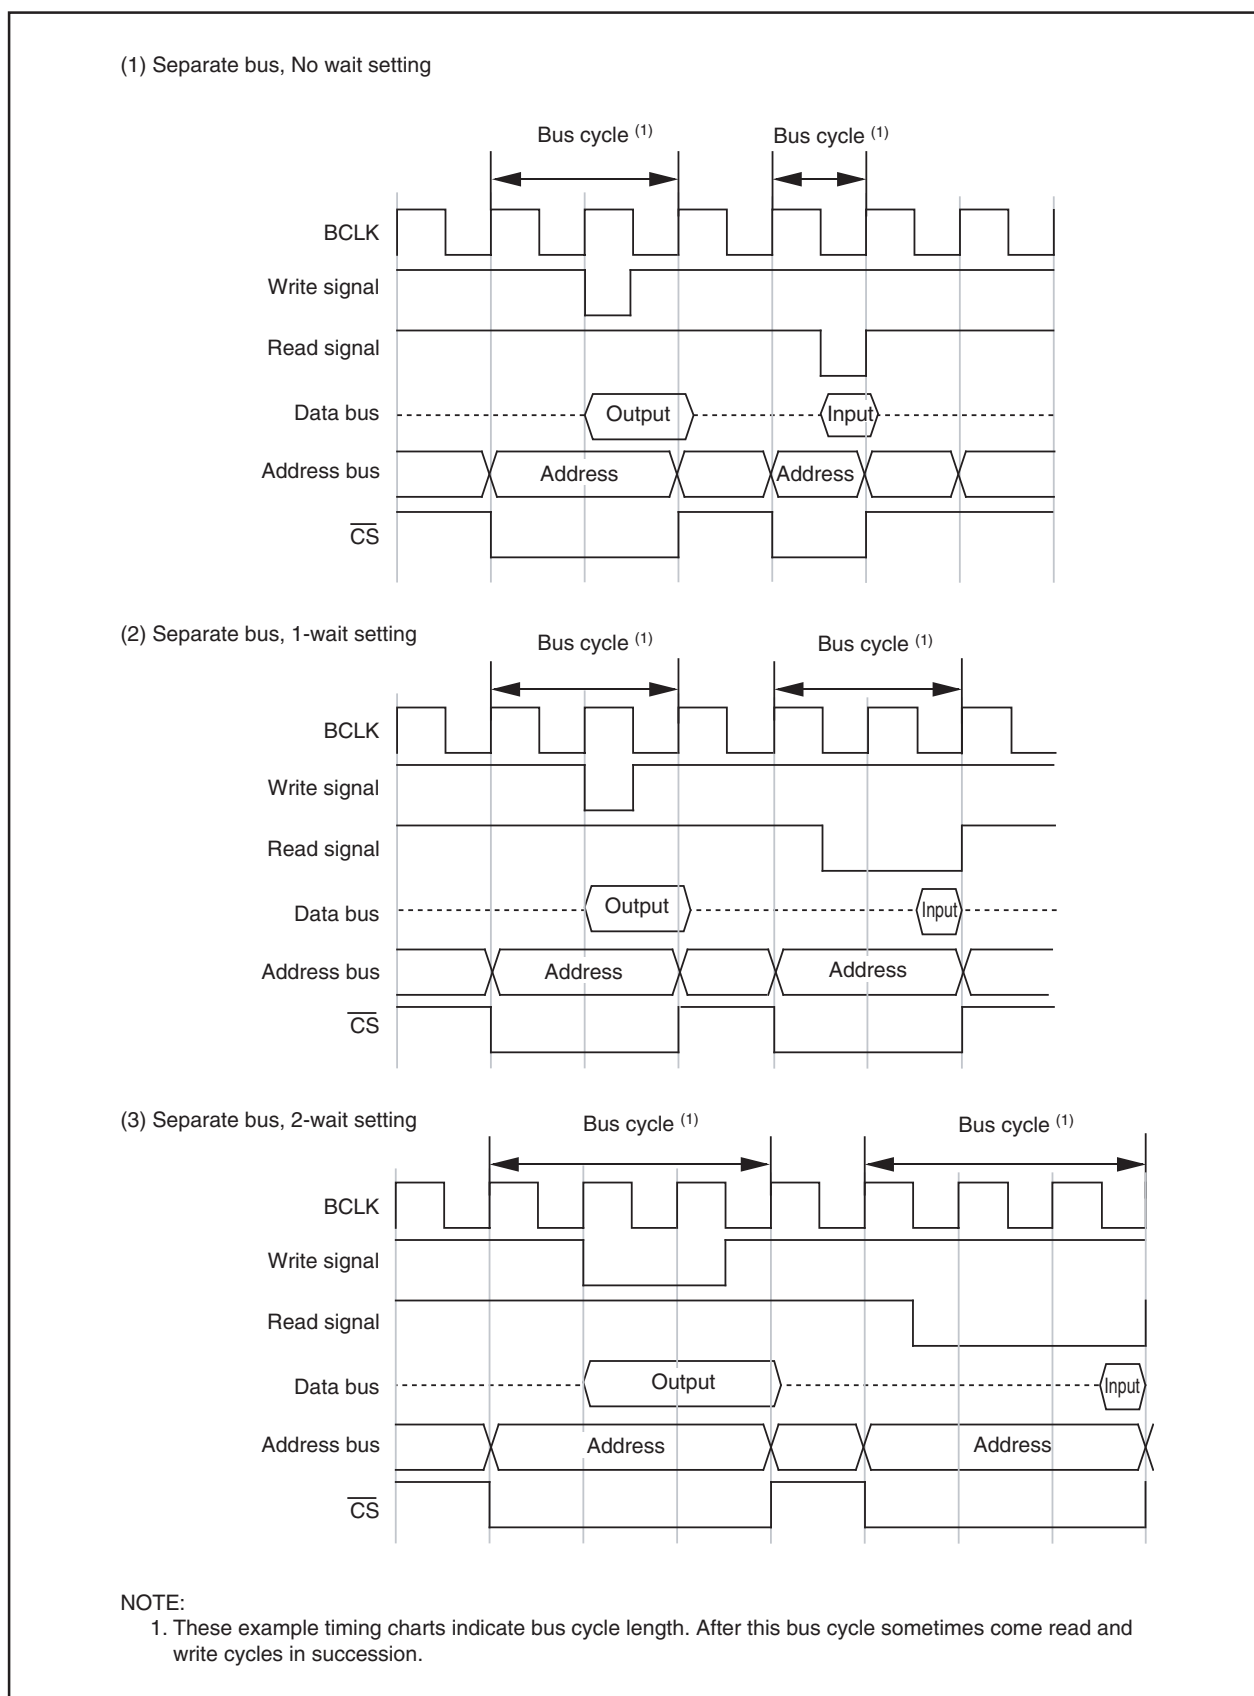 (1) Separate bus, No wait setting
Bus cycle (1)
Bus cycle (1)
BCLK
Write signal
Read signal
Data bus
Output
Input
Address bus
Address
Address
CS
(2) Separate bus, 1-wait setting
Bus cycle (1)
Bus cycle (1)
BCLK
Write signal
Read signal
Data bus
Output
Input
Address bus
Address
Address
CS
(3) Separate bus, 2-wait setting
Bus cycle (1)
Bus cycle (1)
BCLK
Write signal
Read signal
Data bus
Output
Input
Address bus
Address
Address
CS
NOTE:
1. These example timing charts indicate bus cycle length. After this bus cycle sometimes come read and
write cycles in succession.